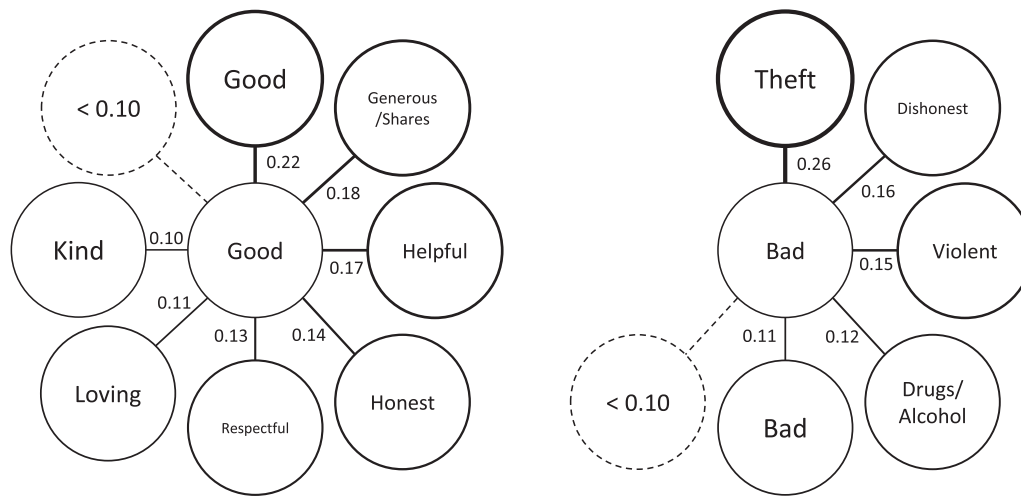 Good
0.22
Generous
/Shares
0.18
Helpful
0.17
Honest
0.14
Respectful
0.13
Loving
0.11
Kind
0.10
< 0.10
Good
Theft
0.26
Dishonest
0.16
Violent
0.15
Drugs/
Alcohol
0.12
Bad
0.11
< 0.10
Bad